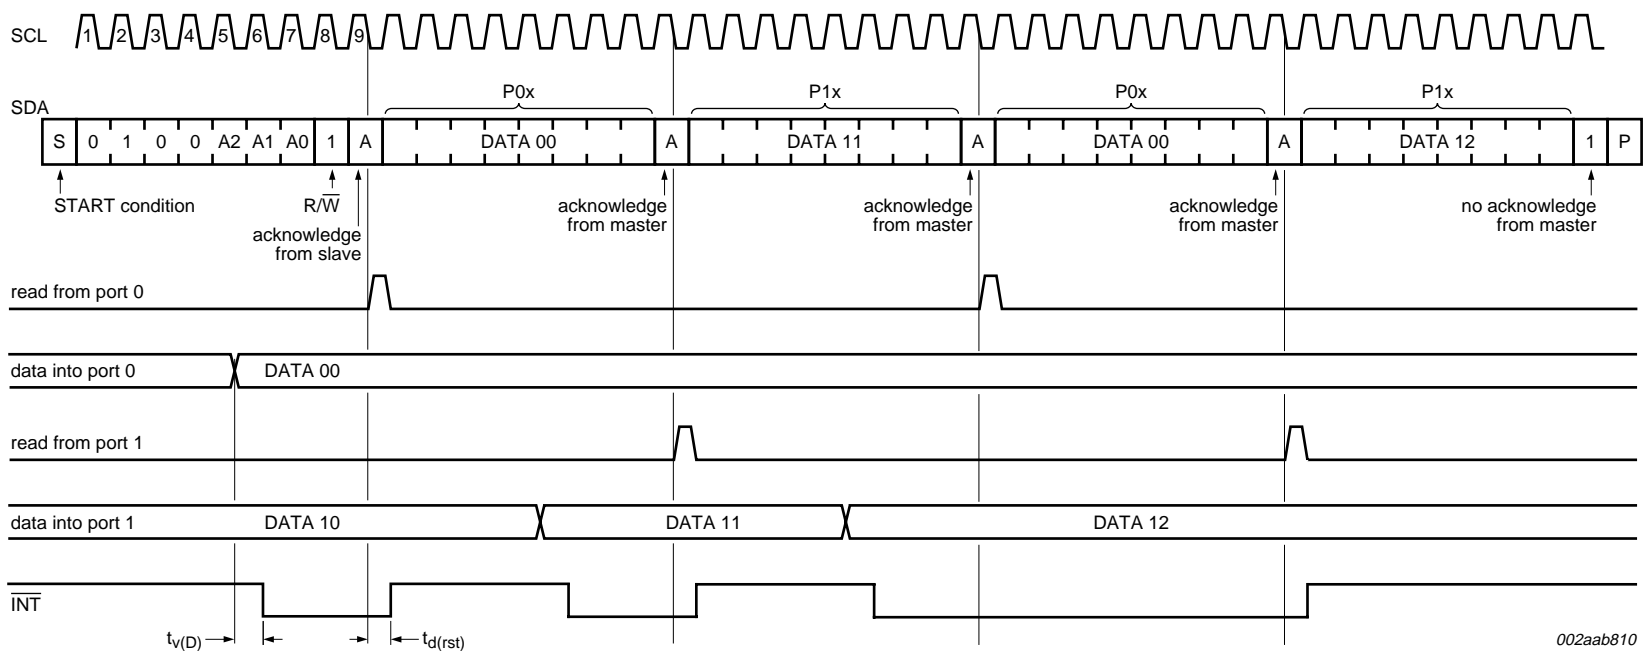 SCL 1 2 3 4 5 6 7 8 9
P0x P1x P0x P1x
SDA
S 0 1 0 0 A2 A1 A0 1 A DATA 00 A DATA 11 A DATA 00 A DATA 12 1 P
START condition
R/W
acknowledge
from slave
acknowledge
from master
acknowledge
from master
acknowledge
from master
no acknowledge
from master
read from port 0
data into port 0 DATA 00
read from port 1
data into port 1 DATA 10 DATA 11 DATA 12
INT
tv(D) td(rst)
002aab810